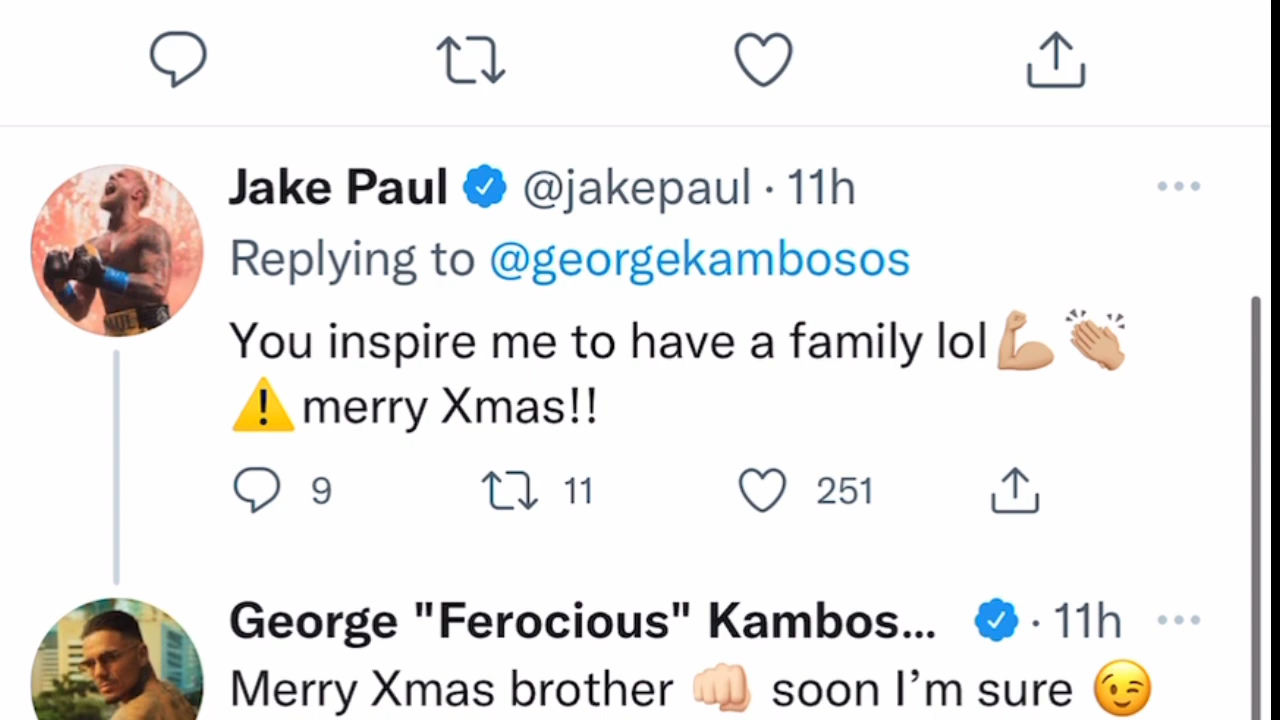 Jake Paul @jakepaul · 11h
Replying to @georgekambosos
You inspire me to have a family lol💪🏼👏🏼
⚠️merry Xmas!!
9 11 251
George "Ferocious" Kambos... · 11h
Merry Xmas brother 👊🏻 soon I’m sure 😉